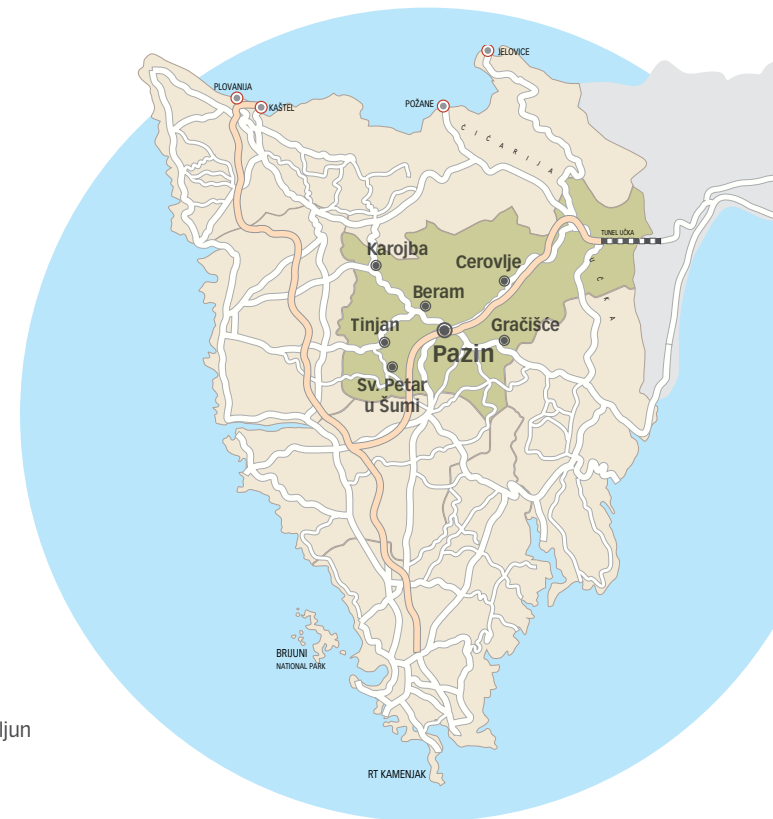 JELOVICE
PLOVANIJA
KAŠTEL
POŽANE
ĆIĆARIJA
TUNEL UČKA
UČKA
Karojba
Cerovlje
Beram
Tinjan
Gračišće
Pazin
Sv. Petar
u Šumi
BRIJUNI
NATIONAL PARK
ljun
RT KAMENJAK